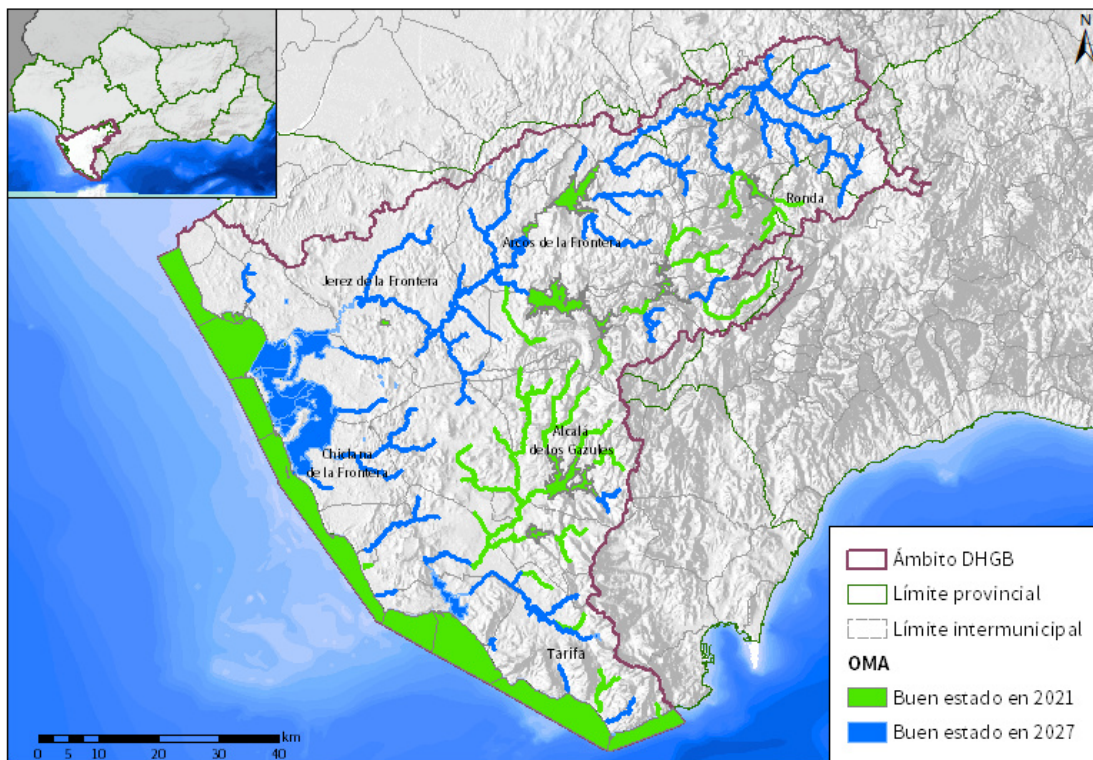 N
Ronda
Arcos de la Frontera
Jerez de la Frontera
Alcalá
de los Gazules
Chiclana
de la Frontera
Tarifa
km
0 5 10 20 30 40
Ámbito DHGB
Límite provincial
Límite intermunicipal
OMA
Buen estado en 2021
Buen estado en 2027